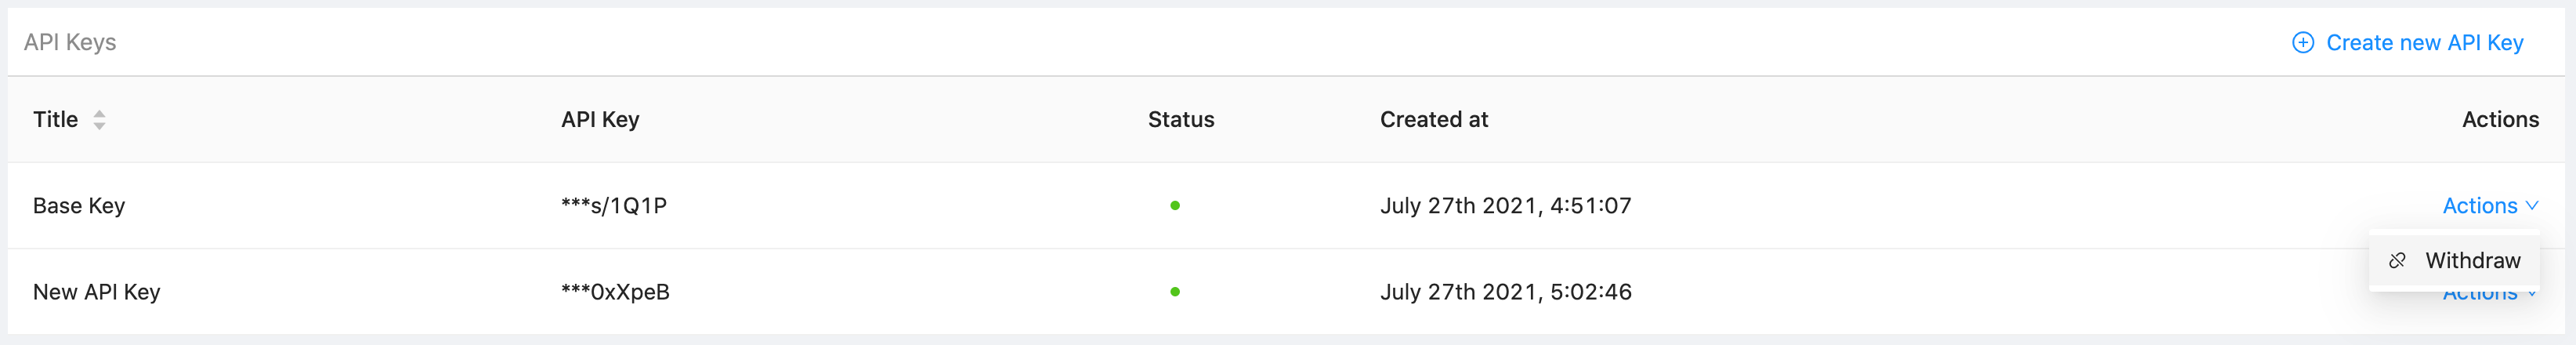 API Keys
Create new API Key
Title API Key Status Created at Actions
Base Key ***s/1Q1P July 27th 2021, 4:51:07 Actions
Withdraw
New API Key ***0xXpeB July 27th 2021, 5:02:46 Actions